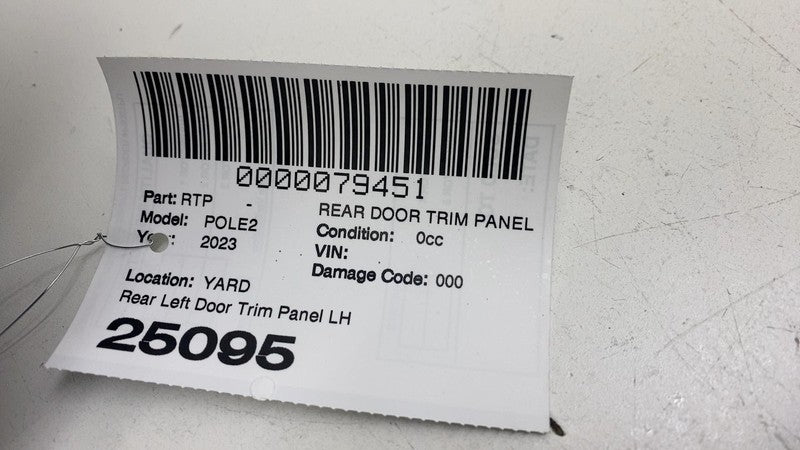 0000079451
Part: RTP - REAR DOOR TRIM PANEL
Model: POLE2 Condition: 0cc
Year: 2023 VIN:
Damage Code: 000
Location: YARD
Rear Left Door Trim Panel LH
25095